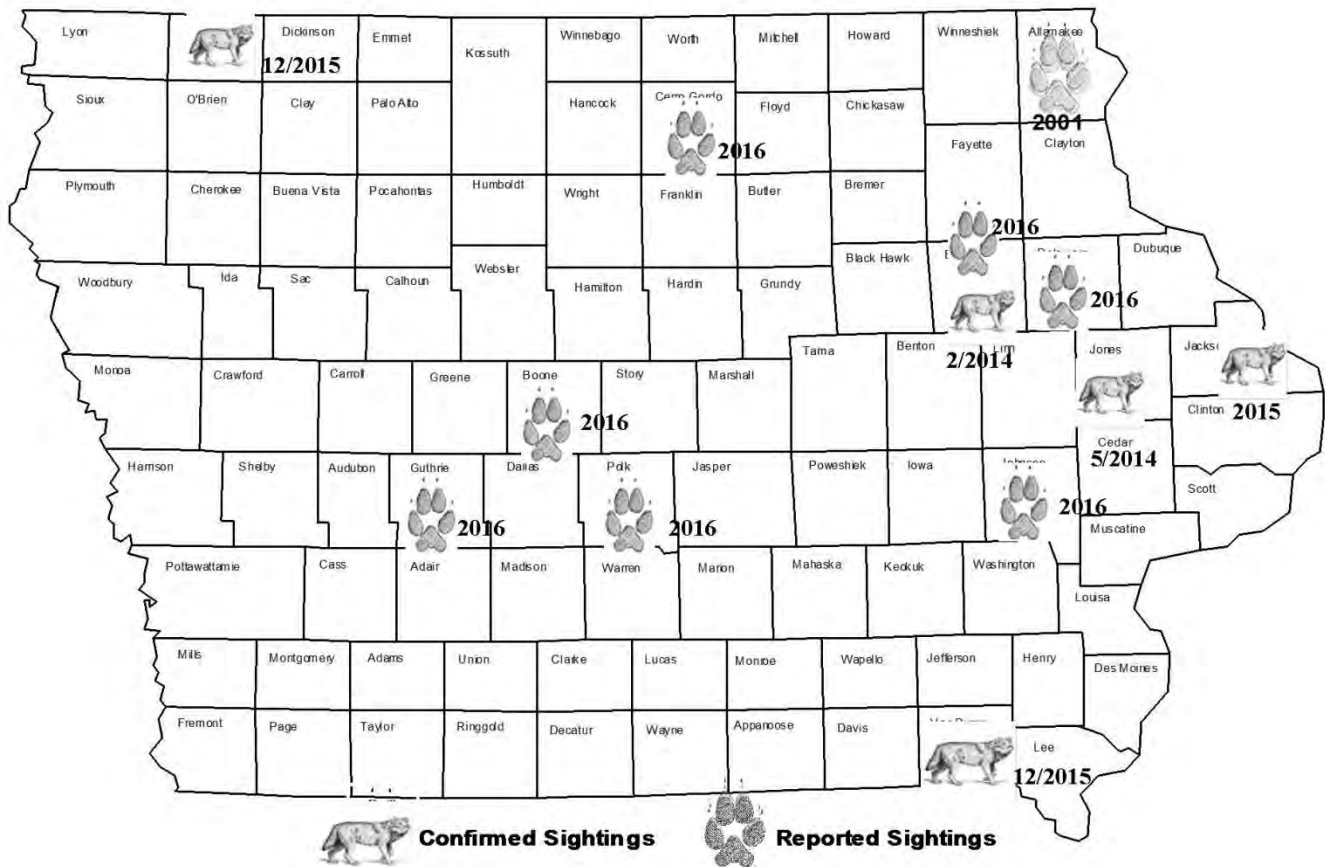 Lyon Dickinson Emmet Kossuth Winnebago Worth Mitchell Howard Winneshiek Allamakee
12/2015
Sioux O'Brien Clay Palo Alto Hancock Cerro Gordo Floyd Chickasaw
2001
2016
Fayette Clayton
Plymouth Cherokee Buena Vista Pocahontas Humboldt Wright Franklin Butler Bremer
2016
Woodbury Ida Sac Calhoun Webster Hamilton Hardin Grundy Black Hawk Dubuque
2016
Monoa Crawford Carroll Greene Boone Story Marshall Tama Benton Linn Jones
2/2014
2016
Clinton 2015
Cedar
5/2014
Harrison Shelby Audubon Guthrie Dallas Polk Jasper Poweshiek Iowa Johnson Scott
2016 2016 2016
Muscatine
Pottawattamie Cass Adair Madison Warren Marion Mahaska Keokuk Washington
Louisa
Mills Montgomery Adams Union Clarke Lucas Monroe Wapello Jefferson Henry
Des Moines
Fremont Page Taylor Ringgold Decatur Wayne Appanoose Davis Lee
12/2015
Confirmed Sightings Reported Sightings